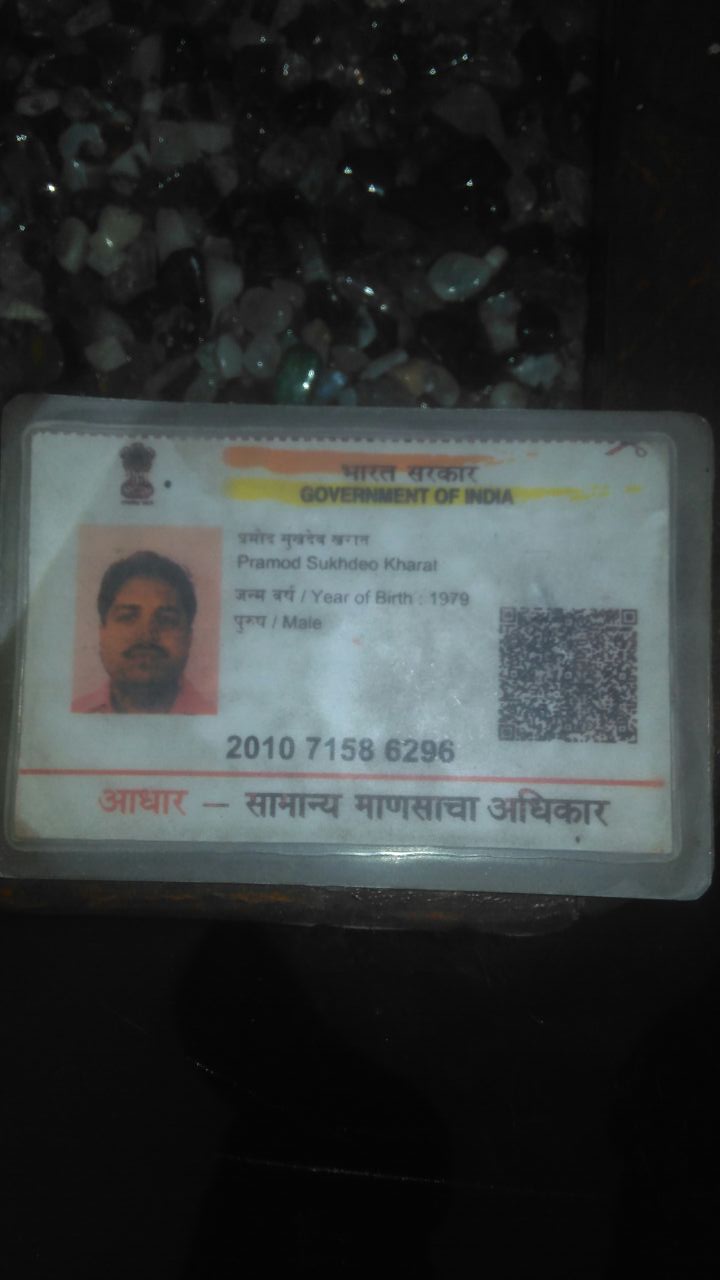 भारत सरकार
GOVERNMENT OF INDIA
प्रमोद सुखदेव खरात
Pramod Sukhdeo Kharat
जन्म वर्ष / Year of Birth : 1979
पुरुष / Male
2010 7158 6296
आधार — सामान्य माणसाचा अधिकार